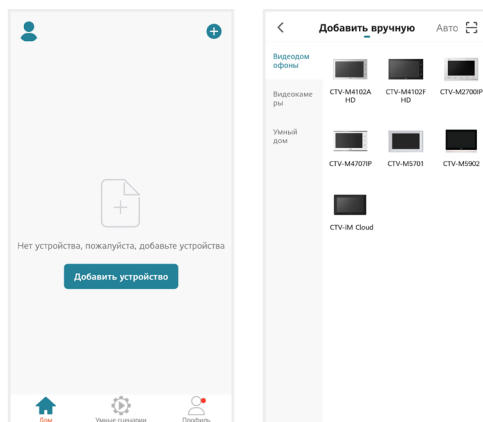 Нет устройства, пожалуйста, добавьте устройства
Добавить устройство
Дом
Умные сценарии
Профиль
Добавить вручную
Авто
Видеодом
офоны
Видеокаме
ры
Умный
дом
CTV-M4102A
HD
CTV-M4102F
HD
CTV-M2700IP
CTV-M4707IP
CTV-M5701
CTV-M5902
CTV-iM Cloud